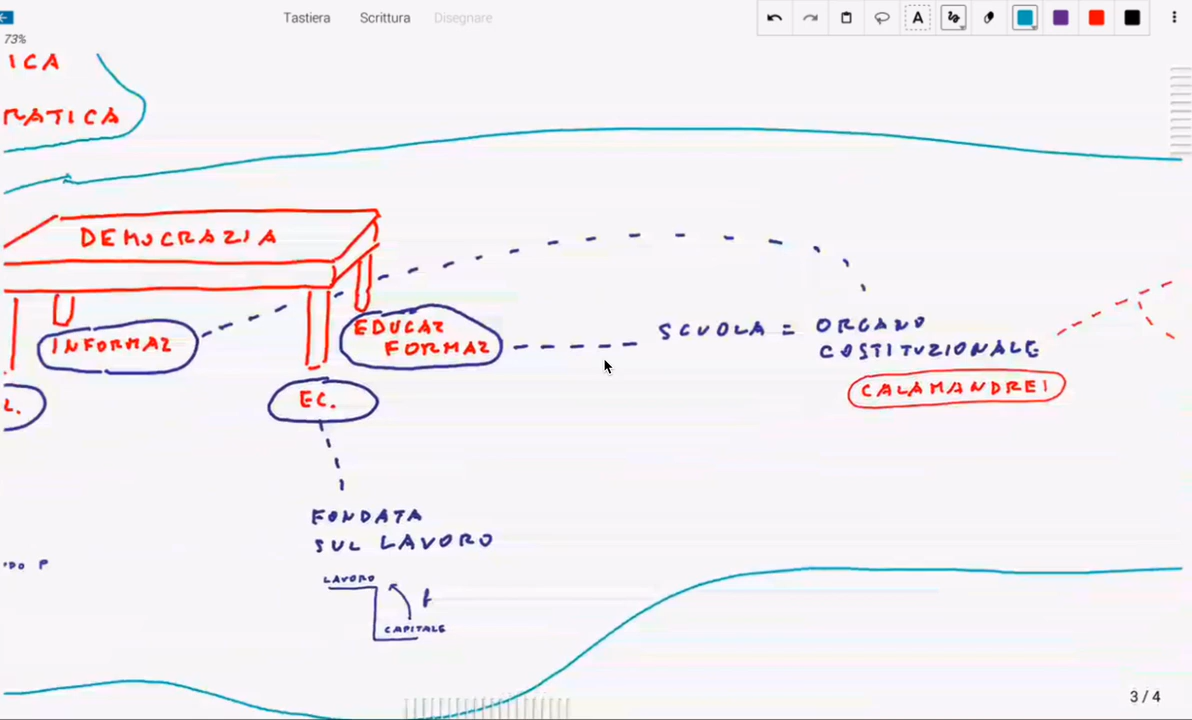 Tastiera Scrittura Disegnare
73%
ICA
RATICA
DEMOCRAZIA
INFORMAZ
EDUCAZ
FORMAZ
SCUOLA = ORGANO
COSTITUZIONALE
CALAMANDREI
L.
EC.
FONDATA
SUL LAVORO
LAVORO
CAPITALE
3 / 4